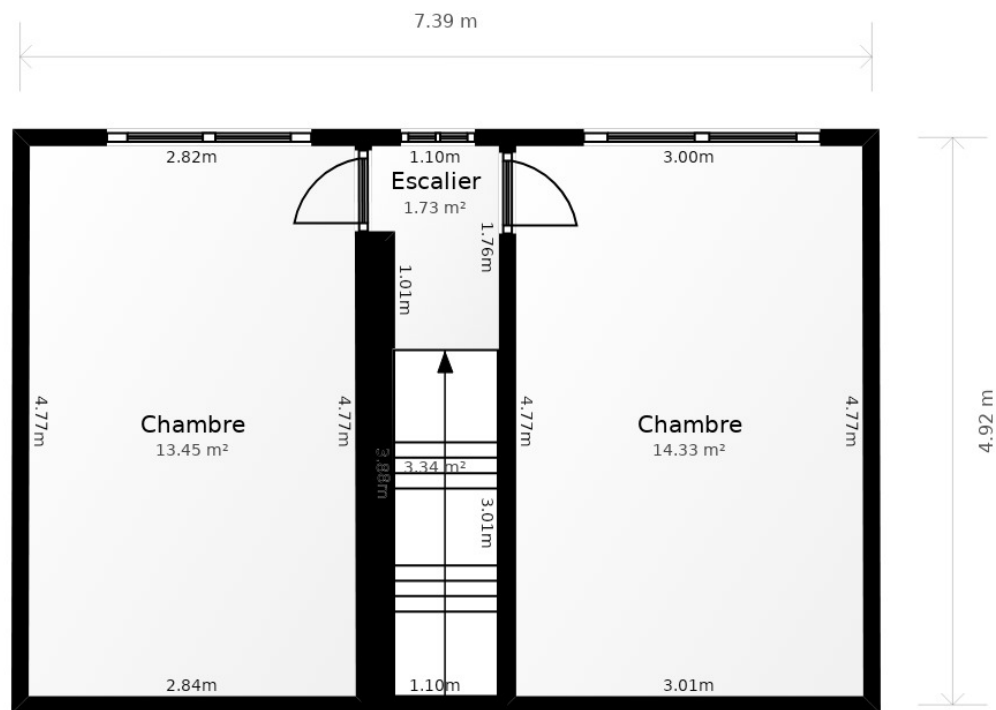 7.39 m
2.82m
1.10m
3.00m
Escalier
1.73 m²
1.76m
1.01m
4.92 m
4.77m
Chambre
13.45 m²
4.77m
3.88m
3.34 m²
3.01m
4.77m
Chambre
14.33 m²
4.77m
2.84m
1.10m
3.01m